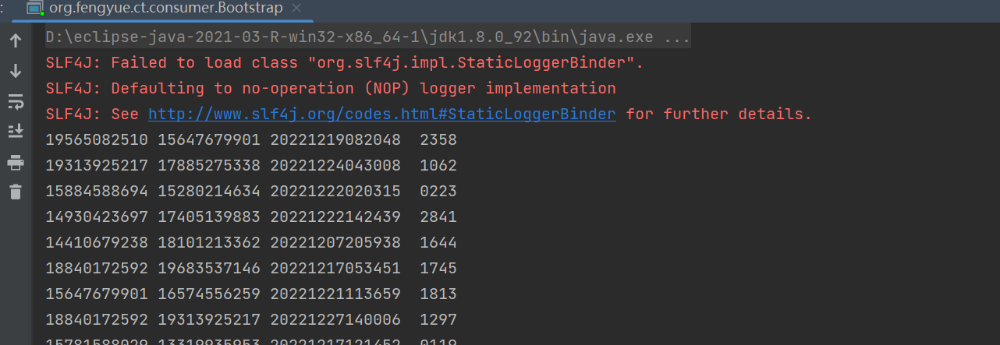 org.fengyue.ct.consumer.Bootstrap
D:\eclipse-java-2021-03-R-win32-x86_64-1\jdk1.8.0_92\bin\java.exe ...
SLF4J: Failed to load class "org.slf4j.impl.StaticLoggerBinder".
SLF4J: Defaulting to no-operation (NOP) logger implementation
SLF4J: See http://www.slf4j.org/codes.html#StaticLoggerBinder for further details.
19565082510 15647679901 20221219082048  2358
19313925217 17885275338 20221224043008  1062
15884588694 15280214634 20221222020315  0223
14930423697 17405139883 20221222142439  2841
14410679238 18101213362 20221207205938  1644
18840172592 19683537146 20221217053451  1745
15647679901 16574556259 20221221113659  1813
18840172592 19313925217 20221227140006  1297